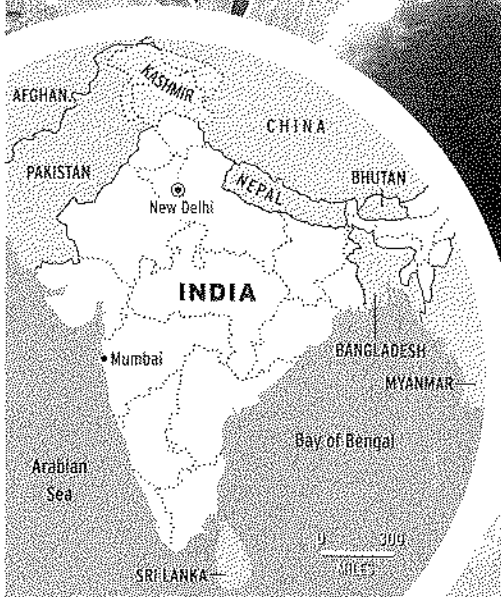 KASHMIR
AFGHAN.
CHINA
PAKISTAN
NEPAL
BHUTAN
New Delhi
INDIA
BANGLADESH
Mumbai
MYANMAR
Bay of Bengal
Arabian
Sea
0 300
MILES
SRI LANKA